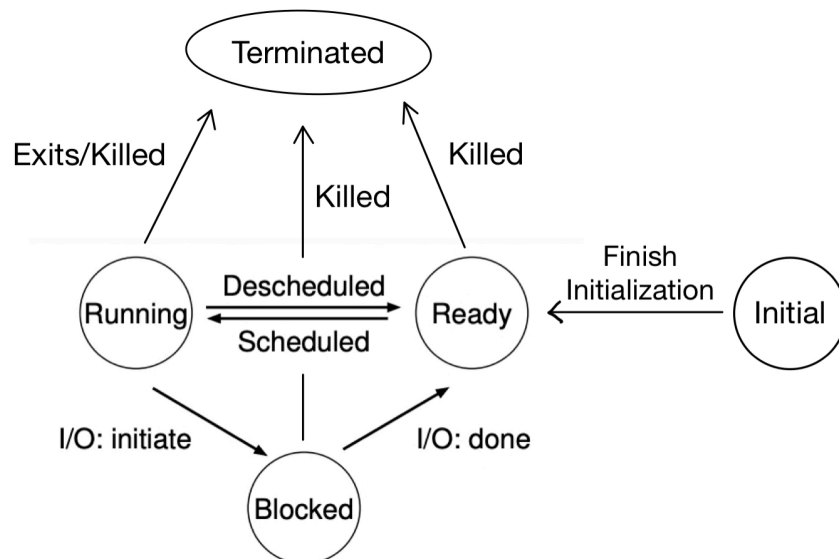 Terminated
Exits/Killed
Killed
Killed
Finish
Initialization
Descheduled
Running
Ready
Initial
Scheduled
I/O: initiate
I/O: done
Blocked